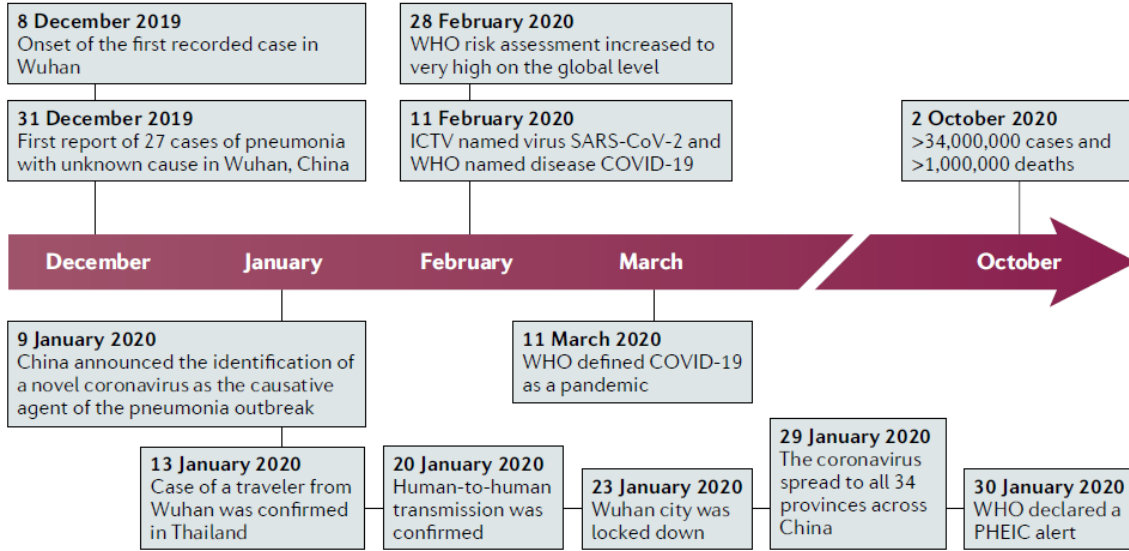 8 December 2019
Onset of the first recorded case in
Wuhan
28 February 2020
WHO risk assessment increased to
very high on the global level
31 December 2019
First report of 27 cases of pneumonia
with unknown cause in Wuhan, China
11 February 2020
ICTV named virus SARS-CoV-2 and
WHO named disease COVID-19
2 October 2020
>34,000,000 cases and
>1,000,000 deaths
December
January
February
March
October
9 January 2020
China announced the identification of
a novel coronavirus as the causative
agent of the pneumonia outbreak
11 March 2020
WHO defined COVID-19
as a pandemic
13 January 2020
Case of a traveler from
Wuhan was confirmed
in Thailand
20 January 2020
Human-to-human
transmission was
confirmed
23 January 2020
Wuhan city was
locked down
29 January 2020
The coronavirus
spread to all 34
provinces across
China
30 January 2020
WHO declared a
PHEIC alert